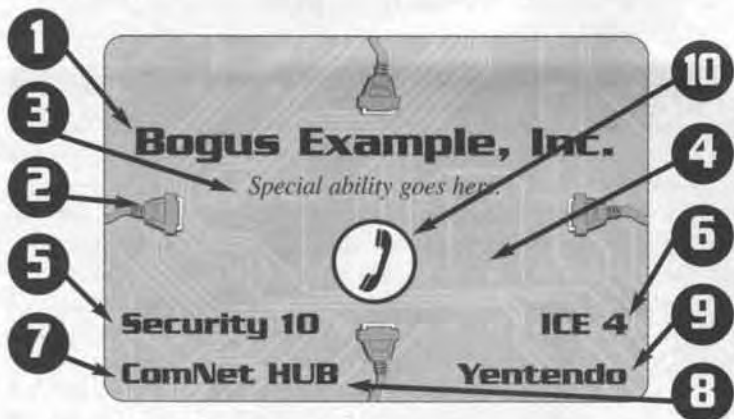 1
10
Bogus Example, Inc.
3
4
Special ability goes here.
2
6
5
Security 10
ICE 4
9
7
ComNet HUB
Yentendo
8